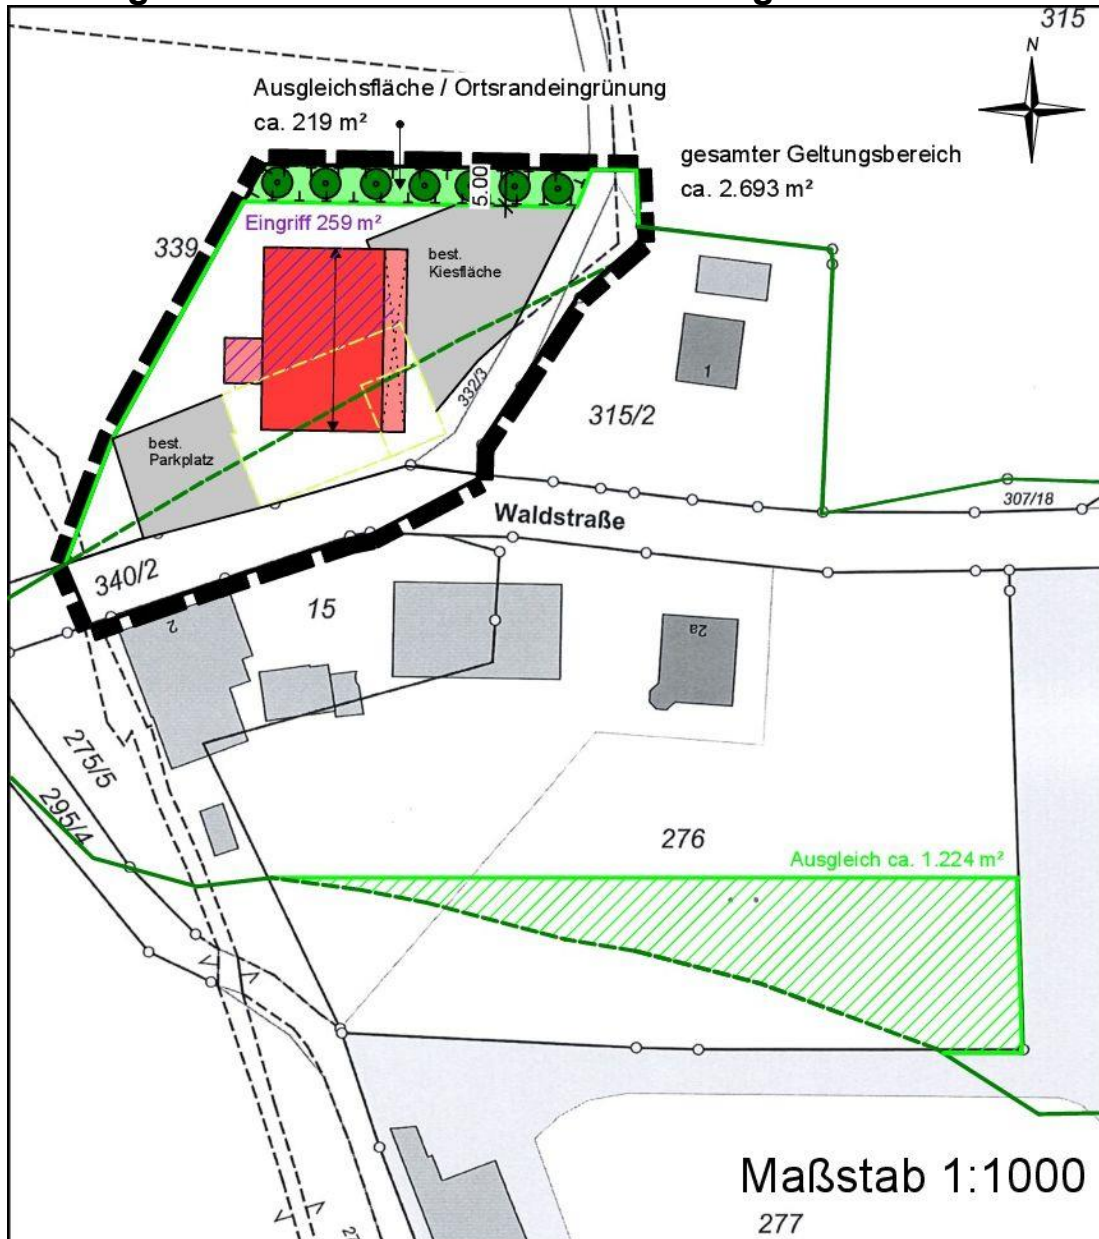 315
N
Ausgleichsfläche / Ortsrandeingrünung
ca. 219 m²
gesamter Geltungsbereich
ca. 2.693 m²
5.00
Eingriff 259 m²
339
best.
Kiesfläche
1
332/3
315/2
best.
Parkplatz
307/18
Waldstraße
340/2
15
2
2a
275/5
295/4
276
Ausgleich ca. 1.224 m²
Maßstab 1:1000
277